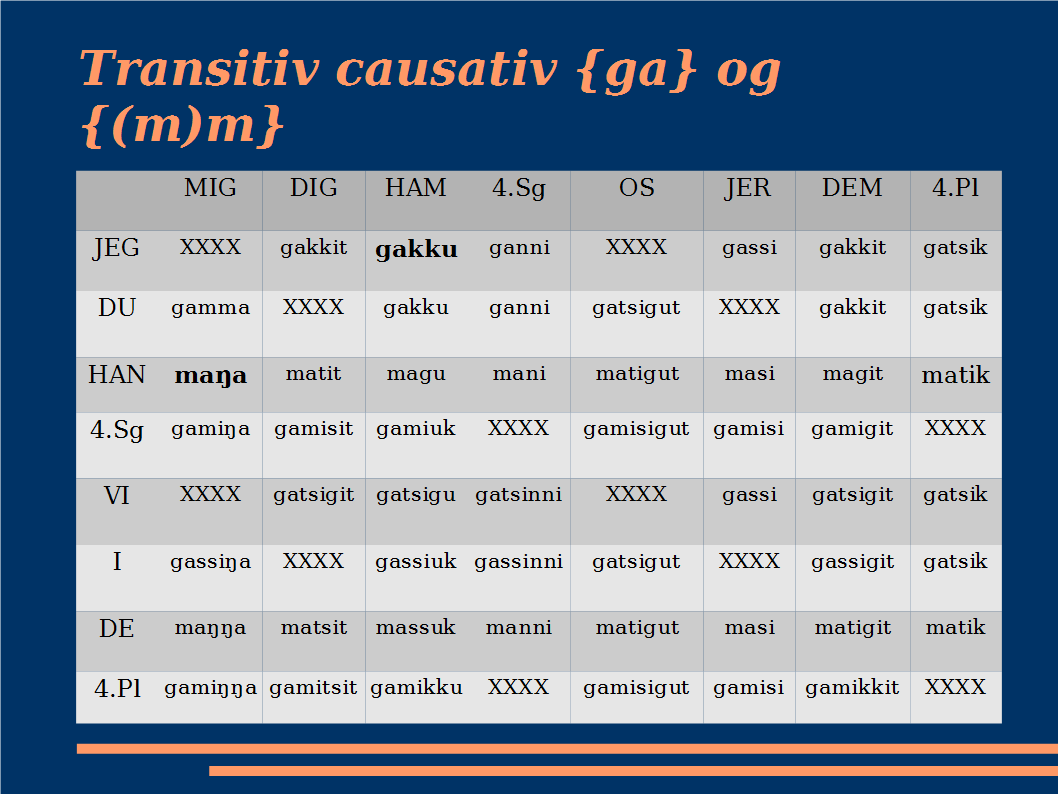 Transitiv causativ {ga} og
{(m)m}
MIG DIG HAM 4.Sg OS JER DEM 4.Pl
JEG XXXX gakkit gakku ganni XXXX gassi gakkit gatsik
DU gamma XXXX gakku ganni gatsigut XXXX gakkit gatsik
HAN maŋa matit magu mani matigut masi magit matik
4.Sg gamiŋa gamisit gamiuk XXXX gamisigut gamisi gamigit XXXX
VI XXXX gatsigit gatsigu gatsinni XXXX gassi gatsigit gatsik
I gassiŋa XXXX gassiuk gassinni gatsigut XXXX gassigit gatsik
DE maŋŋa matsit massuk manni matigut masi matigit matik
4.Pl gamiŋŋa gamitsit gamikku XXXX gamisigut gamisi gamikkit XXXX